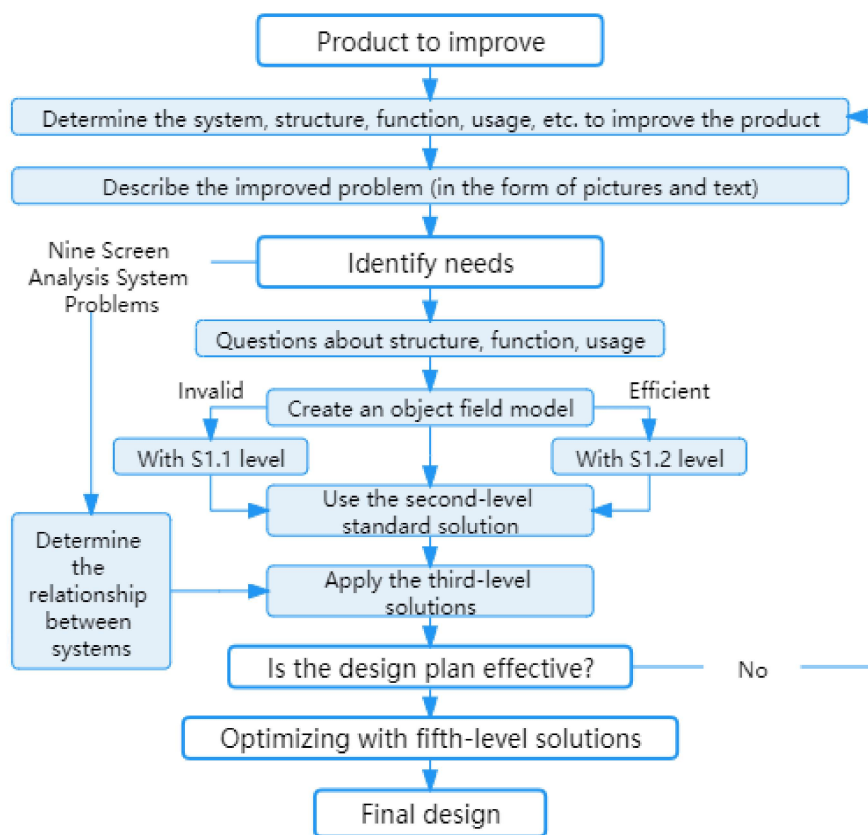 Product to improve
Determine the system, structure, function, usage, etc. to improve the product
Describe the improved problem (in the form of pictures and text)
Nine Screen
Analysis System
Problems
Identify needs
Questions about structure, function, usage
Invalid
Create an object field model
Efficient
With S1.1 level
With S1.2 level
Use the second-level
standard solution
Determine
the
relationship
between
systems
Apply the third-level
solutions
Is the design plan effective?
No
Optimizing with fifth-level solutions
Final design